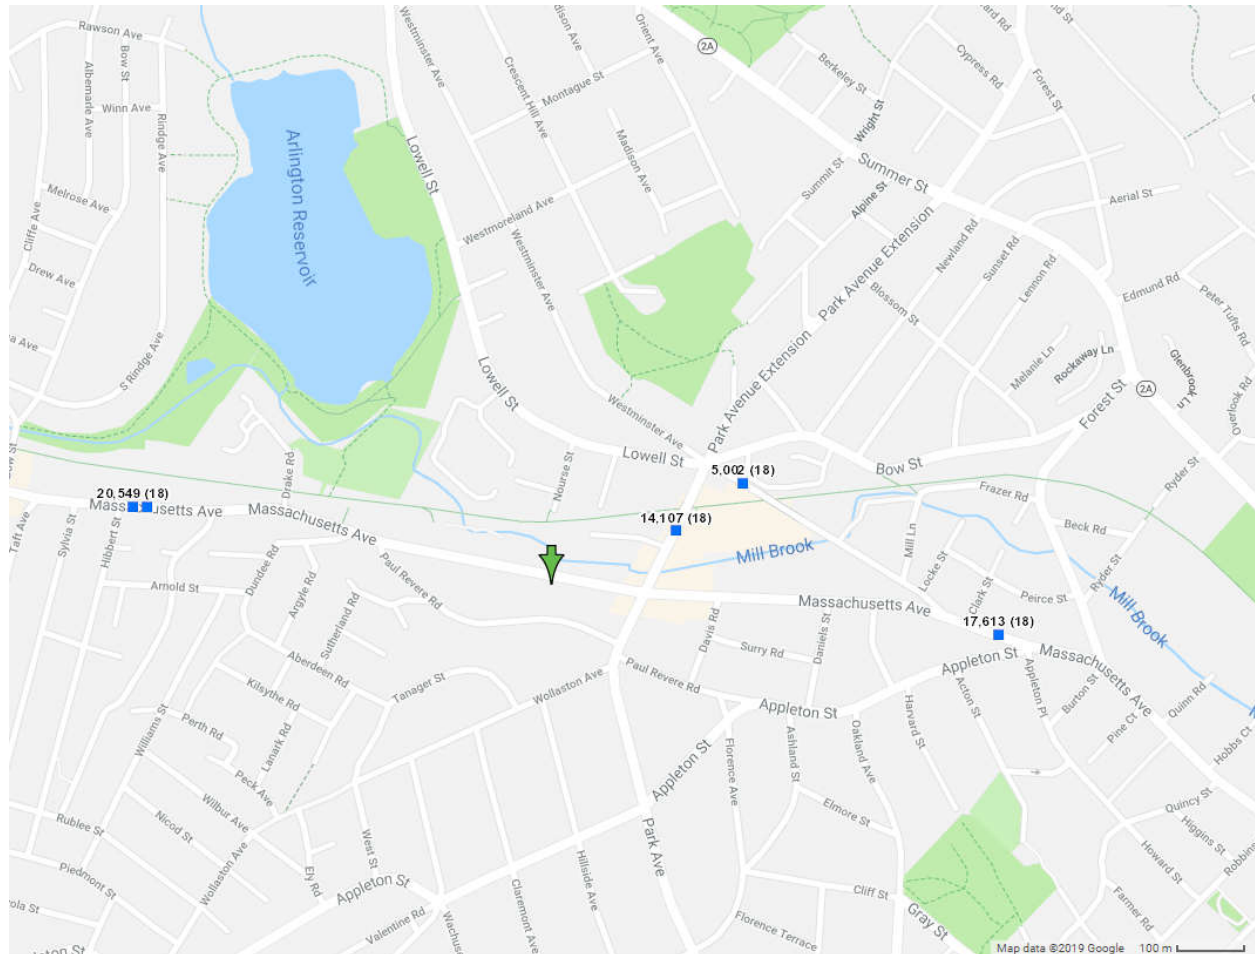 Rawson Ave
Albemarle Ave
Bow St
Winn Ave
Rindge Ave
Melrose Ave
Cliffe Ave
Drew Ave
ia Ave
S Rindge Ave
Arlington Reservoir
Westminster Ave
Lowell St
adison Ave
Orient Ave
Crescent Hill Ave
Montague St
Madison Ave
Westmoreland Ave
Westminster Ave
2A
Berkeley St
Wright St
Cypress Rd
ard Rd
Forest St
Summer St
Summit St
Alpine St
Aerial St
Park Avenue Extension
Newland Rd
Sunset Rd
Lennon Rd
Blossom St
Edmund Rd
Peter Tufts Rd
Melanie Ln
Rockaway Ln
Glenbrook Ln
2A
Overlook Rd
Forest St
Park Avenue Extension
Lowell St
Westminster Ave
Lowell St
Bow St
5,002 (18)
Nourse St
Drake Rd
20,549 (18)
Massachusetts Ave
Massachusetts Ave
14,107 (18)
Mill Brook
Mill Ln
Frazer Rd
Beck Rd
Ryder St
Ryder St
Locke St
Clark St
Peirce St
Mill Brook
Taft Ave
Sylvia St
Hibbert St
Arnold St
Dundee Rd
Argyle Rd
Sutherland Rd
Paul Revere Rd
Massachusetts Ave
17,613 (18)
Massachusetts Ave
Davis Rd
Surry Rd
Daniels St
Appleton St
Aberdeen Rd
Tanager St
Wollaston Ave
Paul Revere Rd
Appleton St
Kilsythe Rd
Perth Rd
Lanark Rd
Williams St
Peck Ave
Wilbur Ave
Nicod St
Rublee St
Piedmont St
Wollaston Ave
Ely Rd
West St
Appleton St
Appleton St
Florence Ave
Ashland St
Oakland Ave
Harvard St
Acton St
Appleton Pl
Burton St
Pine Ct
Quinn Rd
Hobbs Ct
Elmore St
Quincy St
Higgins St
Howard St
Farmer Rd
Park Ave
Hillside Ave
Claremont Ave
Valentine Rd
Cliff St
Gray St
Florence Terrace
Map data ©2019 Google
100 m